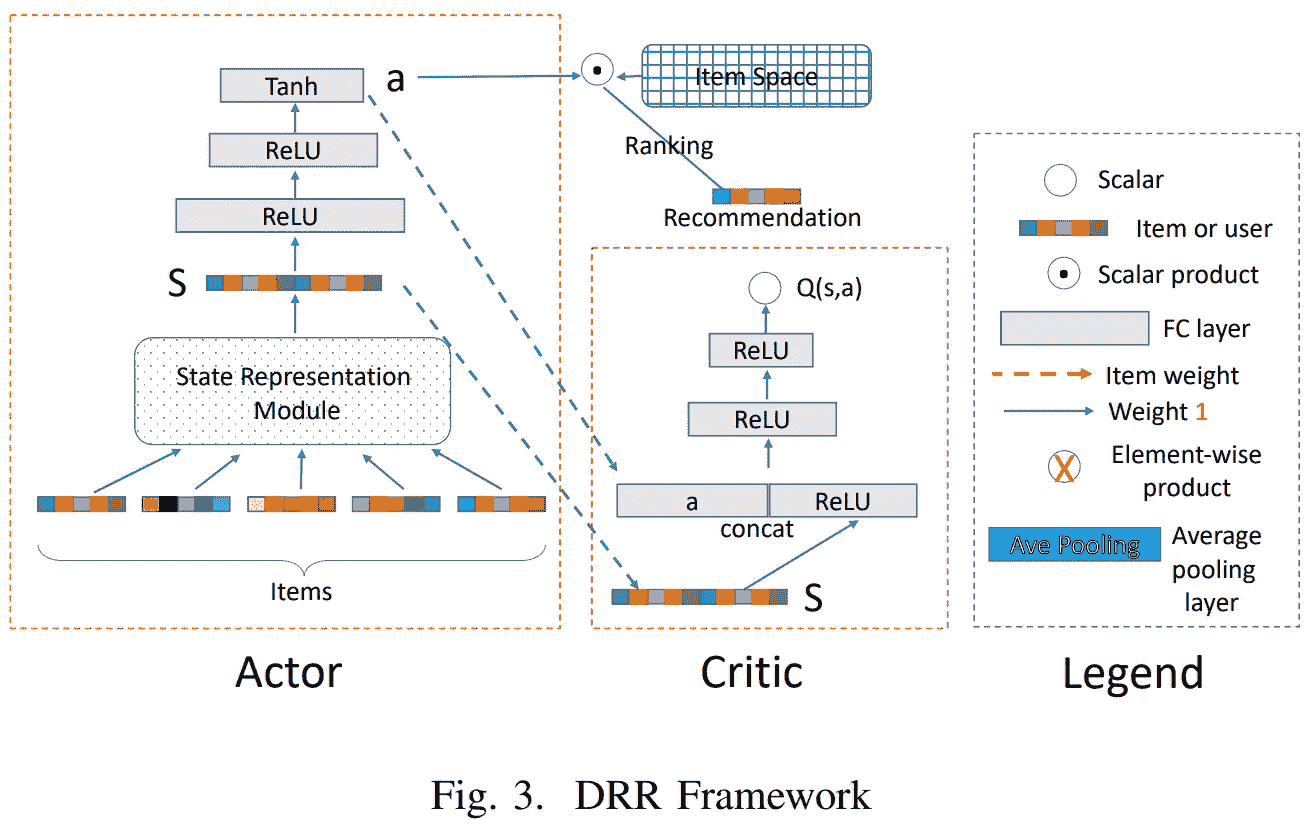 Tanh
a
ReLU
ReLU
S
State Representation
Module
Items
Actor
Item Space
Ranking
Recommendation
Q(s,a)
ReLU
ReLU
a
ReLU
concat
S
Critic
Scalar
Item or user
Scalar product
FC layer
Item weight
Weight 1
X
Element-wise
product
Ave Pooling
Average
pooling
layer
Legend
Fig. 3. DRR Framework